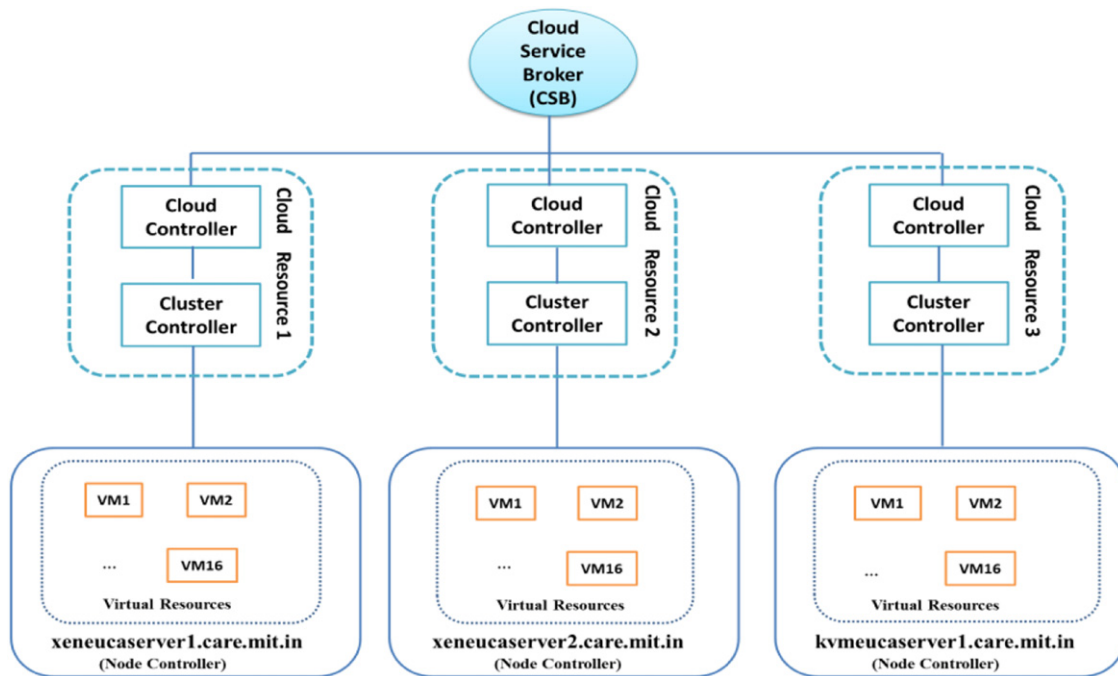 Cloud
Service
Broker
(CSB)
Cloud
Controller
Cluster
Controller
Cloud Resource 1
Cloud
Controller
Cluster
Controller
Cloud Resource 2
Cloud
Controller
Cluster
Controller
Cloud Resource 3
VM1 VM2
... VM16
Virtual Resources
xeneucaserver1.care.mit.in
(Node Controller)
VM1 VM2
... VM16
Virtual Resources
xeneucaserver2.care.mit.in
(Node Controller)
VM1 VM2
... VM16
Virtual Resources
kvmeucaserver1.care.mit.in
(Node Controller)